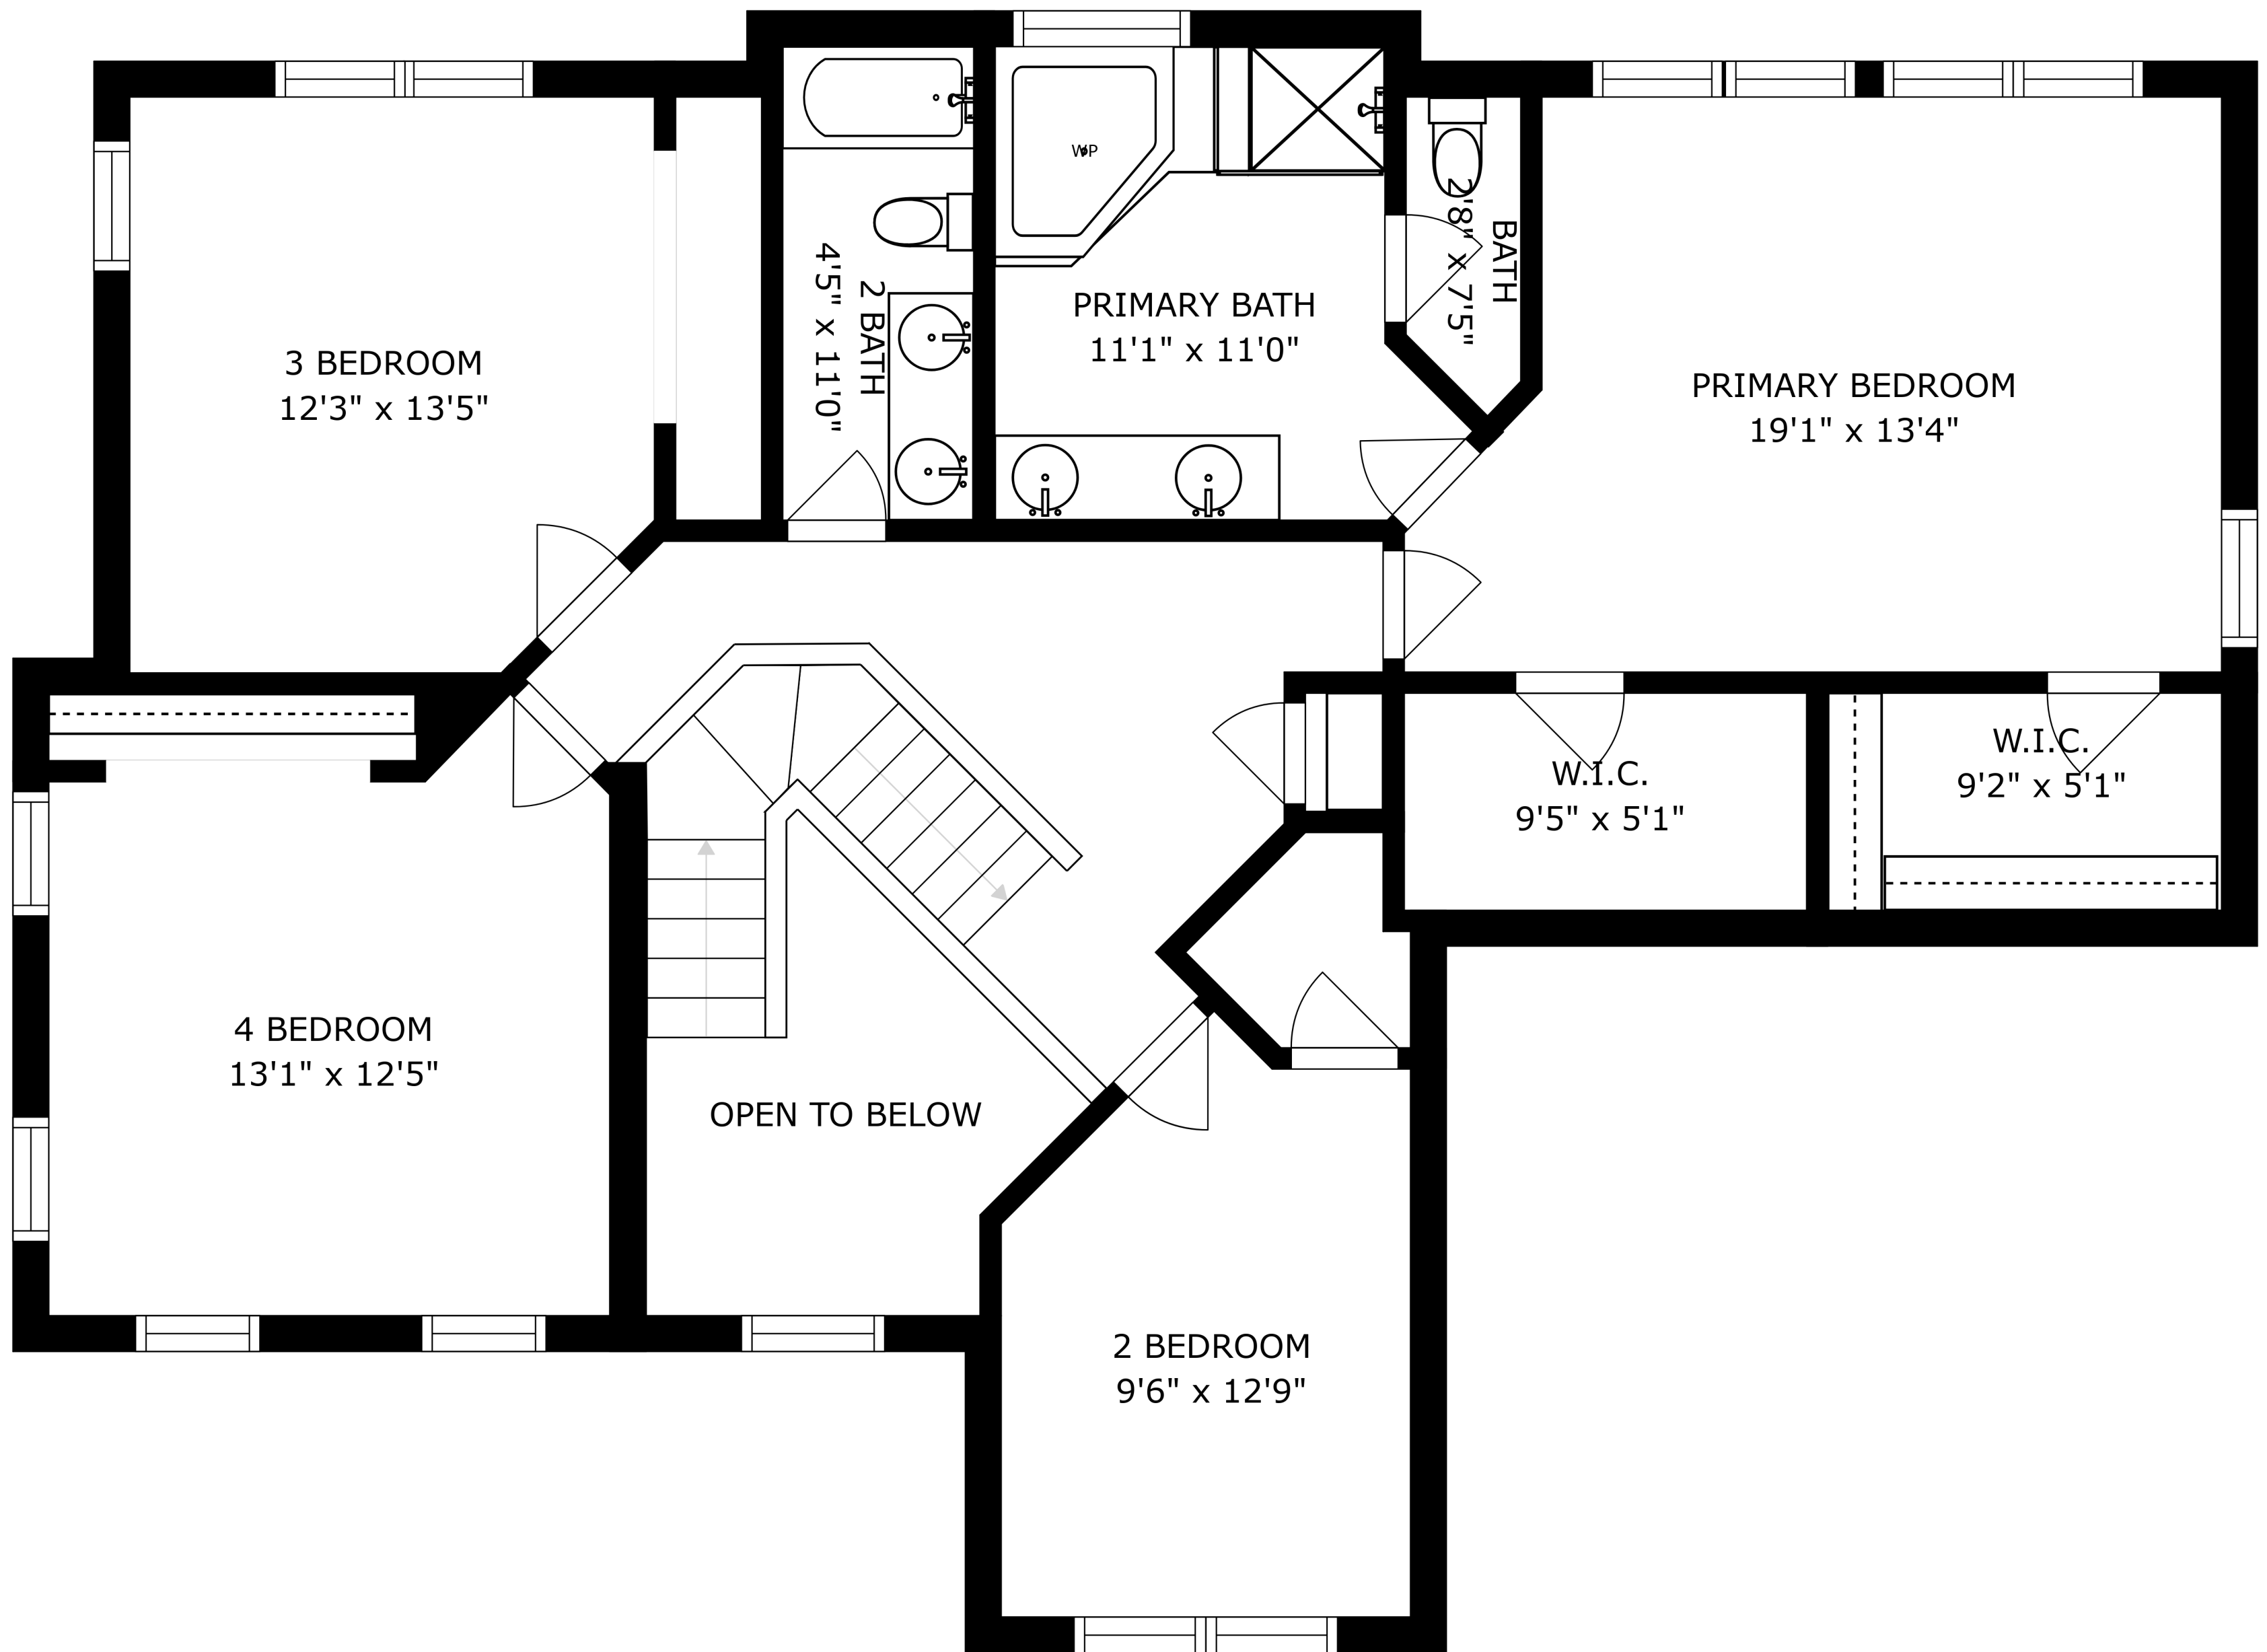 WP
BATH
2'8" x 7'5"
2 BATH
4'5" x 11'0"
PRIMARY BATH
11'1" x 11'0"
3 BEDROOM
12'3" x 13'5"
PRIMARY BEDROOM
19'1" x 13'4"
W.I.C.
9'5" x 5'1"
W.I.C.
9'2" x 5'1"
4 BEDROOM
13'1" x 12'5"
OPEN TO BELOW
2 BEDROOM
9'6" x 12'9"